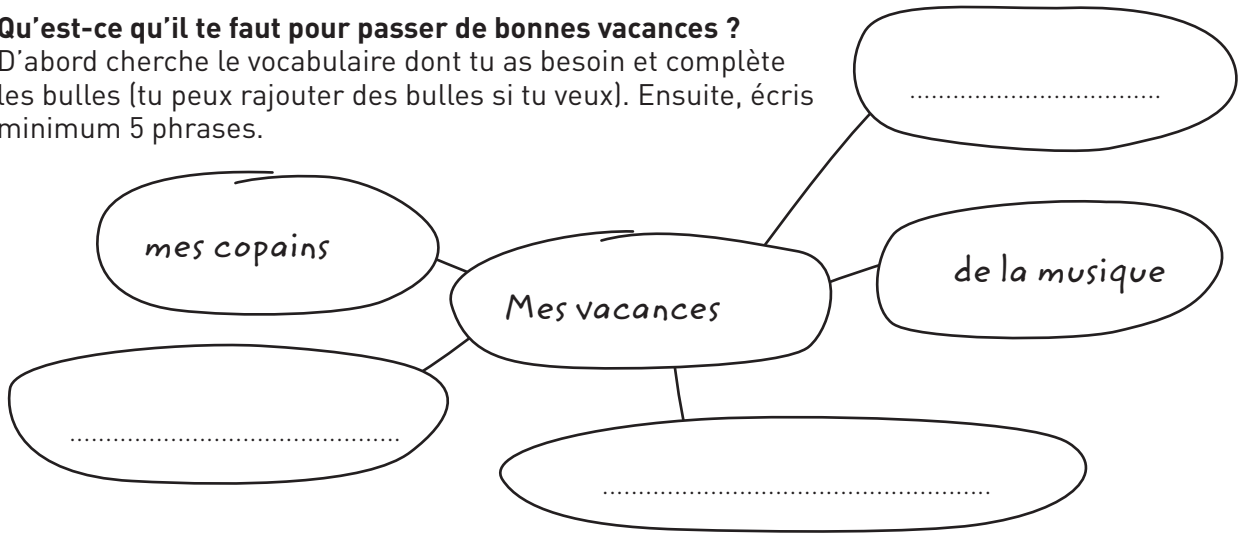 Qu'est-ce qu'il te faut pour passer de bonnes vacances ?
D'abord cherche le vocabulaire dont tu as besoin et complète
les bulles (tu peux rajouter des bulles si tu veux). Ensuite, écris
minimum 5 phrases.
..................................
mes copains
de la musique
Mes vacances
..............................................
......................................................